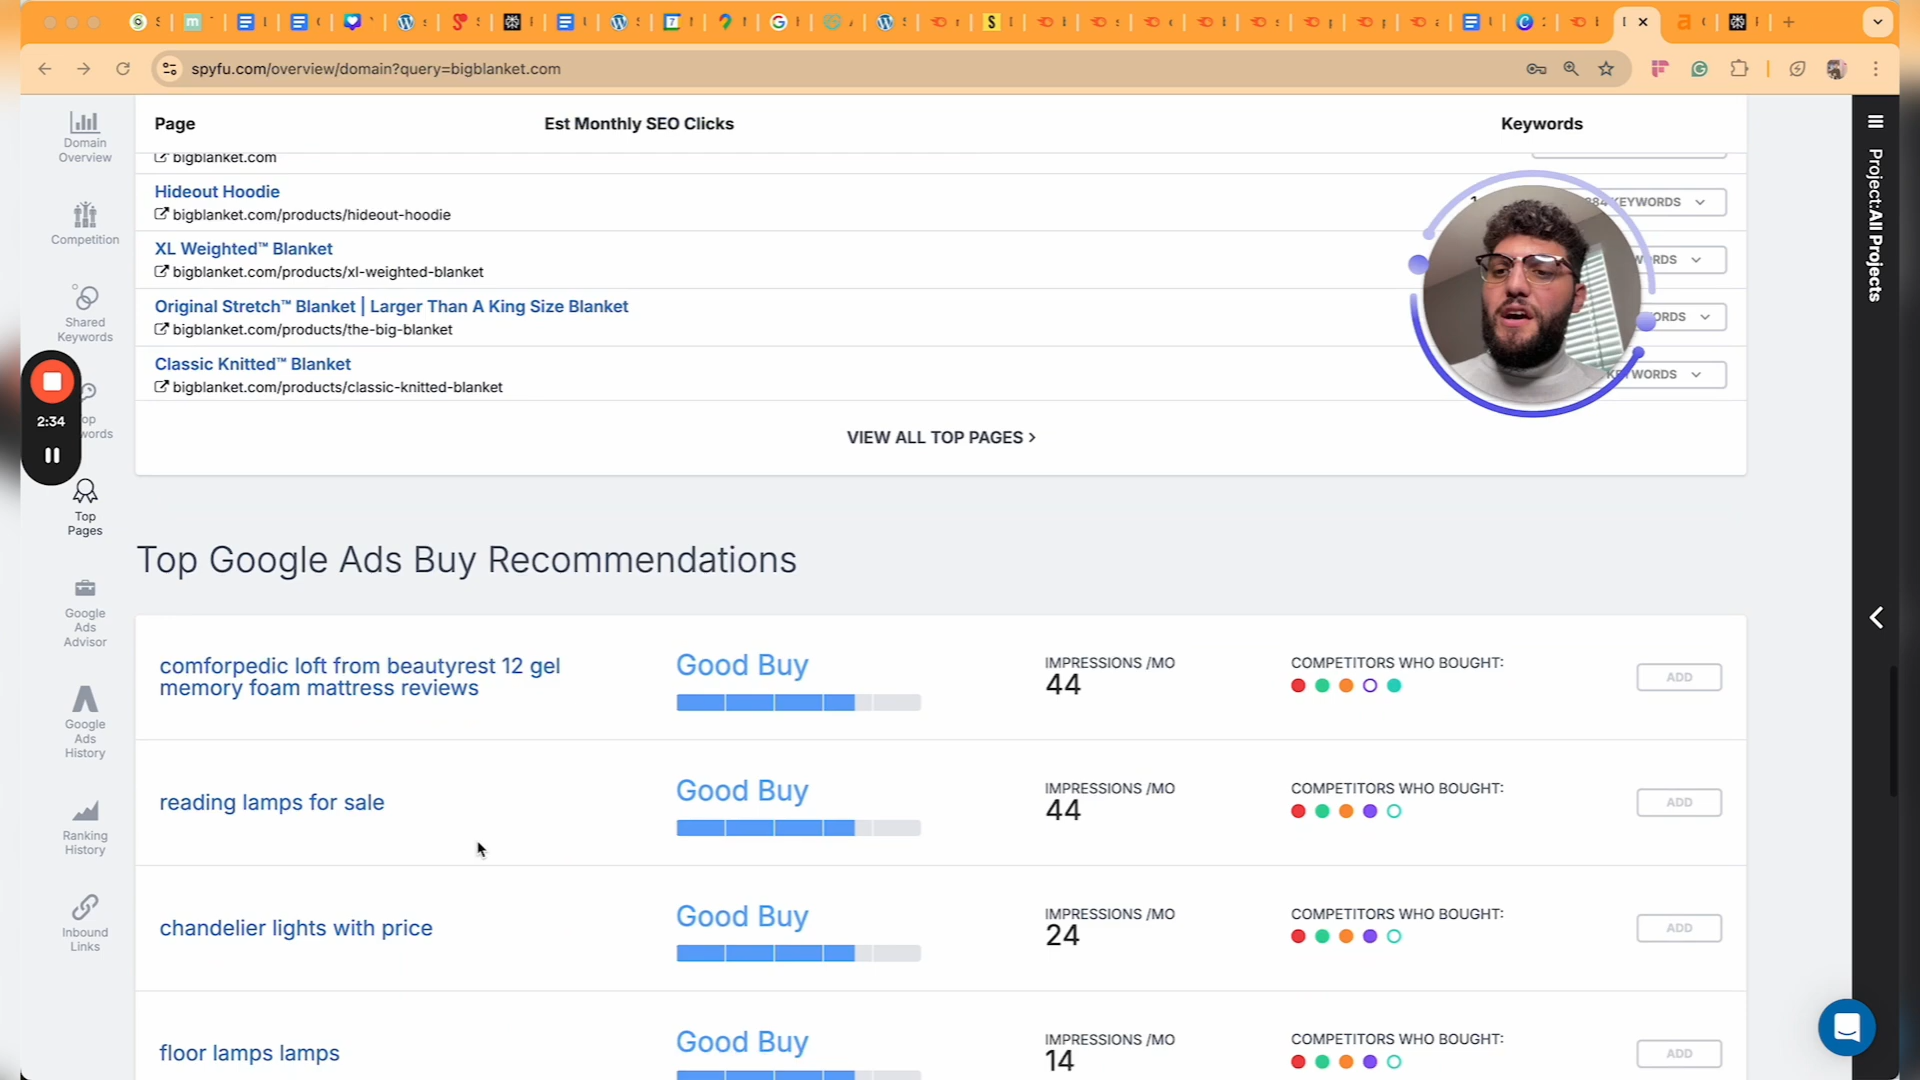 spyfu.com/overview/domain?query=bigblanket.com
Domain
Overview
Competition
Shared
Keywords
2:34
Top
Pages
Google
Ads
Advisor
Google
Ads
History
Ranking
History
Inbound
Links
Page Est Monthly SEO Clicks Keywords
bigblanket.com
Hideout Hoodie
bigblanket.com/products/hideout-hoodie
KEYWORDS
XL Weighted™ Blanket
bigblanket.com/products/xl-weighted-blanket
Original Stretch™ Blanket | Larger Than A King Size Blanket
bigblanket.com/products/the-big-blanket
Classic Knitted™ Blanket
bigblanket.com/products/classic-knitted-blanket
KEYWORDS
VIEW ALL TOP PAGES >
Top Google Ads Buy Recommendations
comforpedic loft from beautyrest 12 gel
memory foam mattress reviews
Good Buy
IMPRESSIONS /MO
44
COMPETITORS WHO BOUGHT:
ADD
reading lamps for sale
Good Buy
IMPRESSIONS /MO
44
COMPETITORS WHO BOUGHT:
ADD
chandelier lights with price
Good Buy
IMPRESSIONS /MO
24
COMPETITORS WHO BOUGHT:
ADD
floor lamps lamps
Good Buy
IMPRESSIONS /MO
14
COMPETITORS WHO BOUGHT:
ADD
Project: All Projects